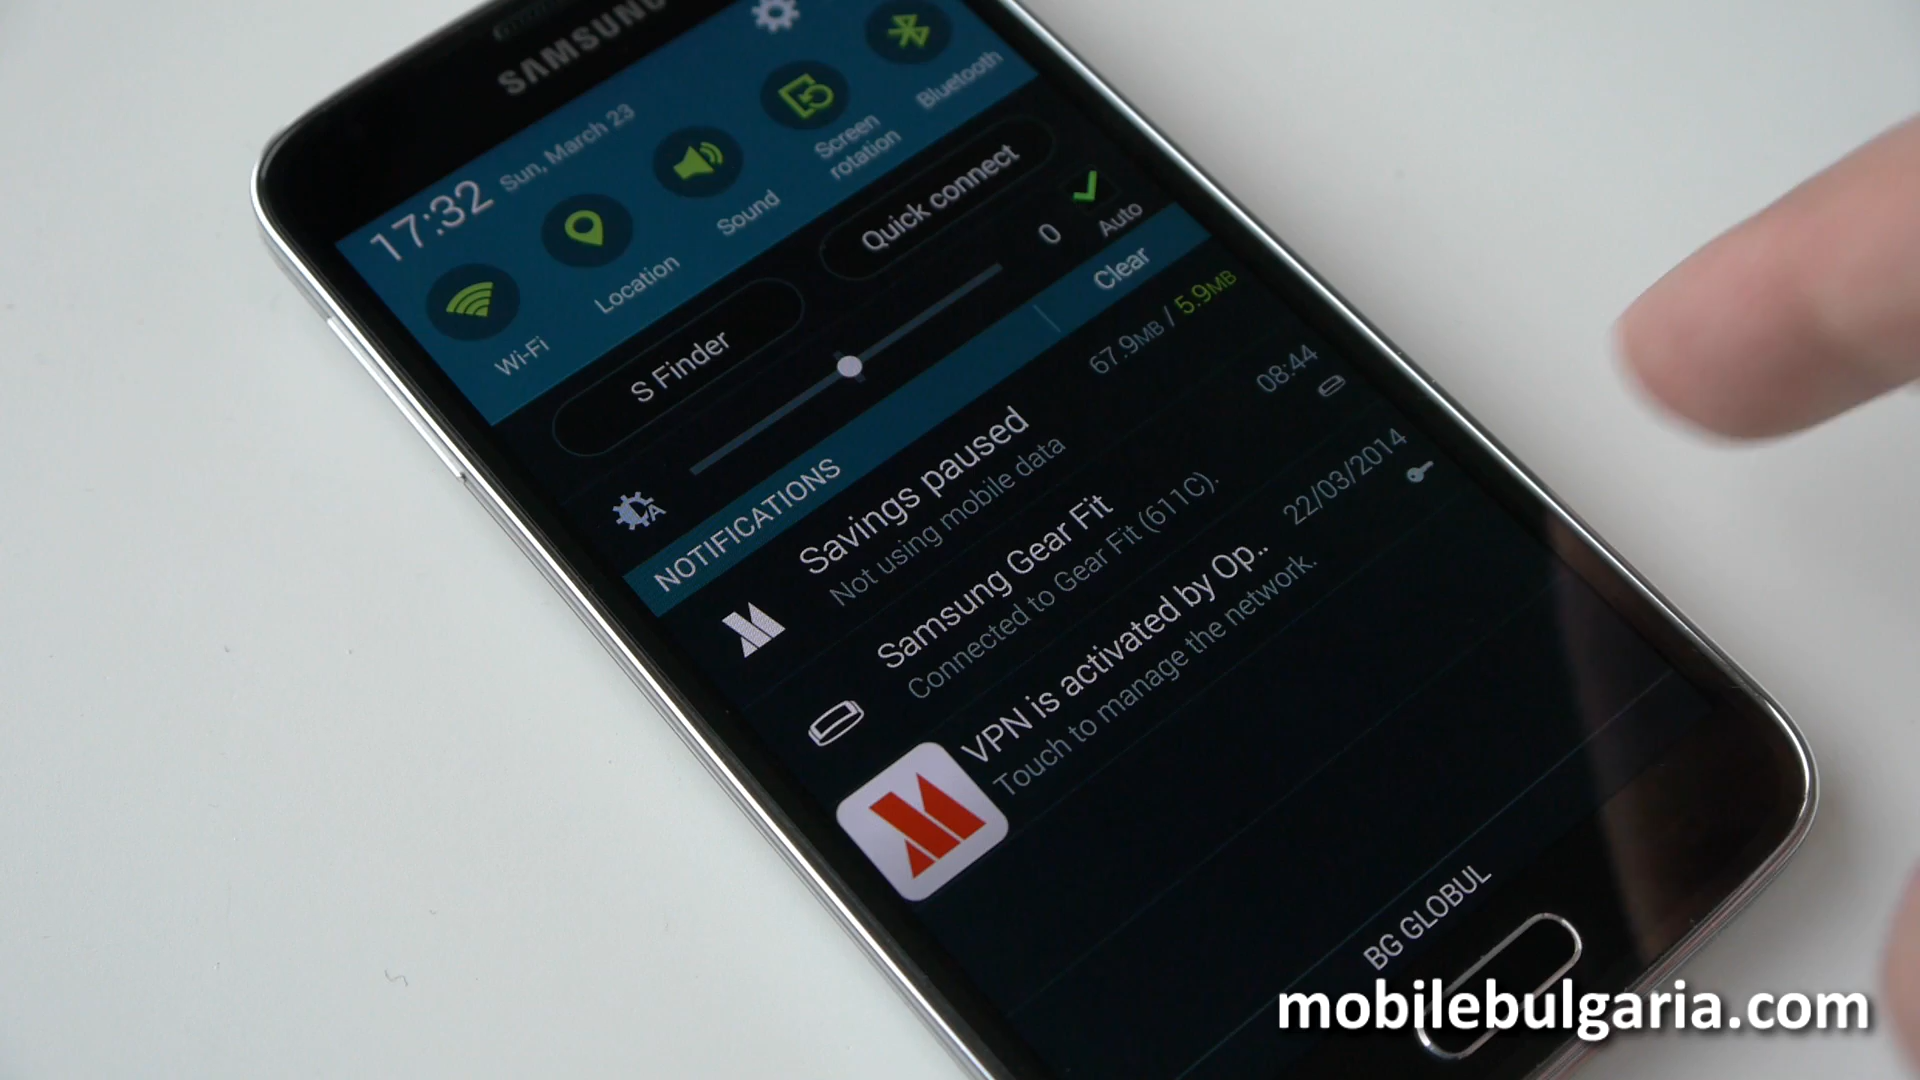 SAMSUNG
17:32 Sun, March 23
Wi-Fi
Location
Sound
Screen
rotation
Bluetooth
S Finder
Quick connect
0
Auto
NOTIFICATIONS
Clear
Savings paused
67.9MB / 5.9MB
Not using mobile data
Samsung Gear Fit
08:44
Connected to Gear Fit (611C).
VPN is activated by Op..
22/03/2014
Touch to manage the network.
BG GLOBUL
mobilebulgaria.com